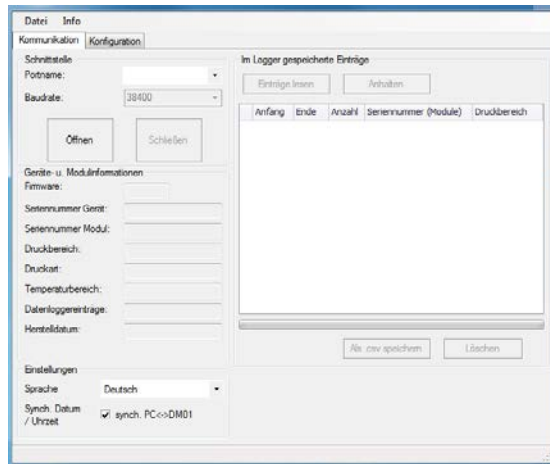 Datei Info
Kommunikation Konfiguration
Schnittstelle
Portname:
Baudrate: 38400
Öffnen Schließen
Geräte- u. Modulinformationen
Firmware:
Seriennummer Gerät:
Seriennummer Modul:
Druckbereich:
Druckart:
Temperaturbereich:
Datenloggereinträge:
Herstelldatum:
Einstellungen
Sprache Deutsch
Synch. Datum
/ Uhrzeit synch. PC<->DM01
Im Logger gespeicherte Einträge
Einträge lesen Anhalten
Anfang Ende Anzahl Seriennummer (Module) Druckbereich
Als .csv speichern Löschen